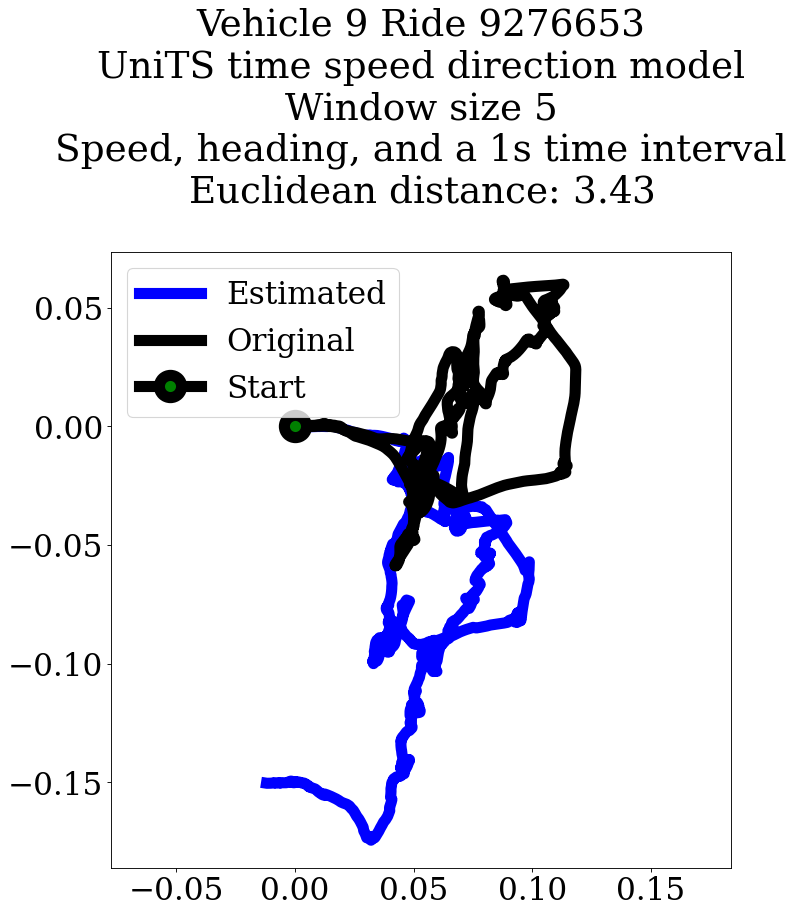 Vehicle 9 Ride 9276653
UniTS time speed direction model
Window size 5
Speed, heading, and a 1s time interval
Euclidean distance: 3.43
Estimated
Original
Start
0.05
0.00
−0.05
−0.10
−0.15
−0.05 0.00 0.05 0.10 0.15